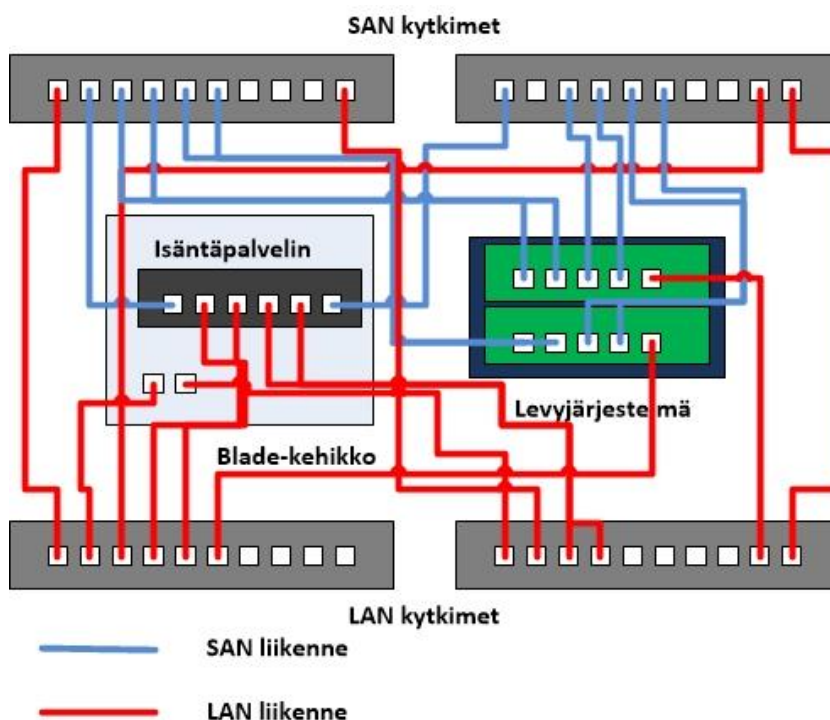 SAN kytkimet
Isäntäpalvelin
Levyjärjestelmä
Blade-kehikko
LAN kytkimet
SAN liikenne
LAN liikenne